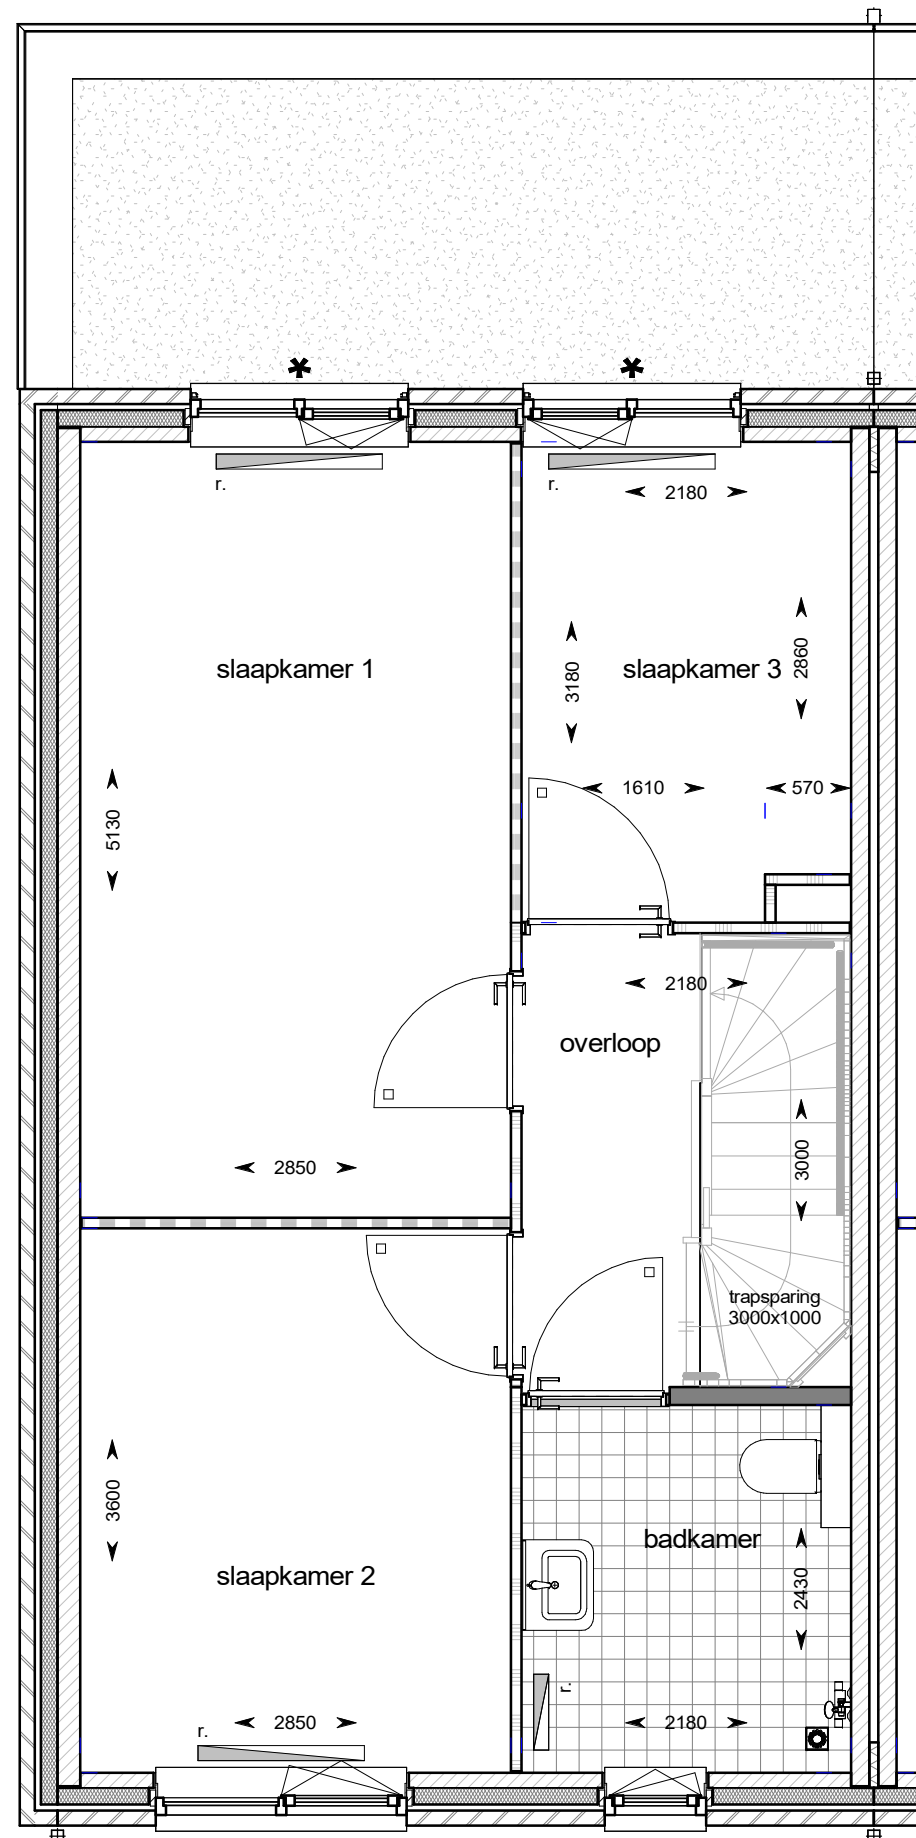 *
*
r.
r.
2180
slaapkamer 1
3180
slaapkamer 3
2860
5130
1610
570
2180
overloop
2850
3000
trapsparing
3000x1000
3600
badkamer
slaapkamer 2
2430
r.
r.
2850
2180